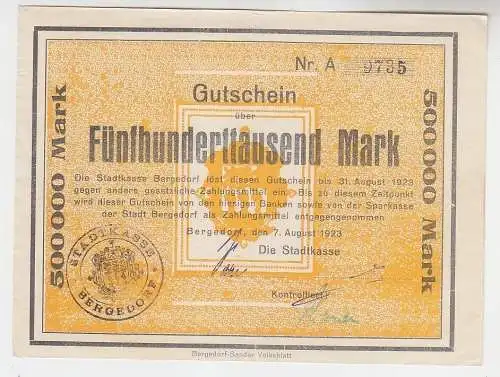 Nr. A 9735
Gutschein
über
Fünfhunderttausend Mark
Die Stadtkasse Bergedorf löst diesen Gutschein bis 31. August 1923
gegen andere gesetzliche Zahlungsmittel ein. Bis zu diesem Zeitpunkt
wird dieser Gutschein von den hiesigen Banken sowie von der Sparkasse
der Stadt Bergedorf als Zahlungsmittel entgegengenommen
Bergedorf, den 7. August 1923
Die Stadtkasse
Kontrolliert:
500000 Mark
500000 Mark
STADTKASSE
BERGEDORF
Bergedorf-Sander Volksblatt